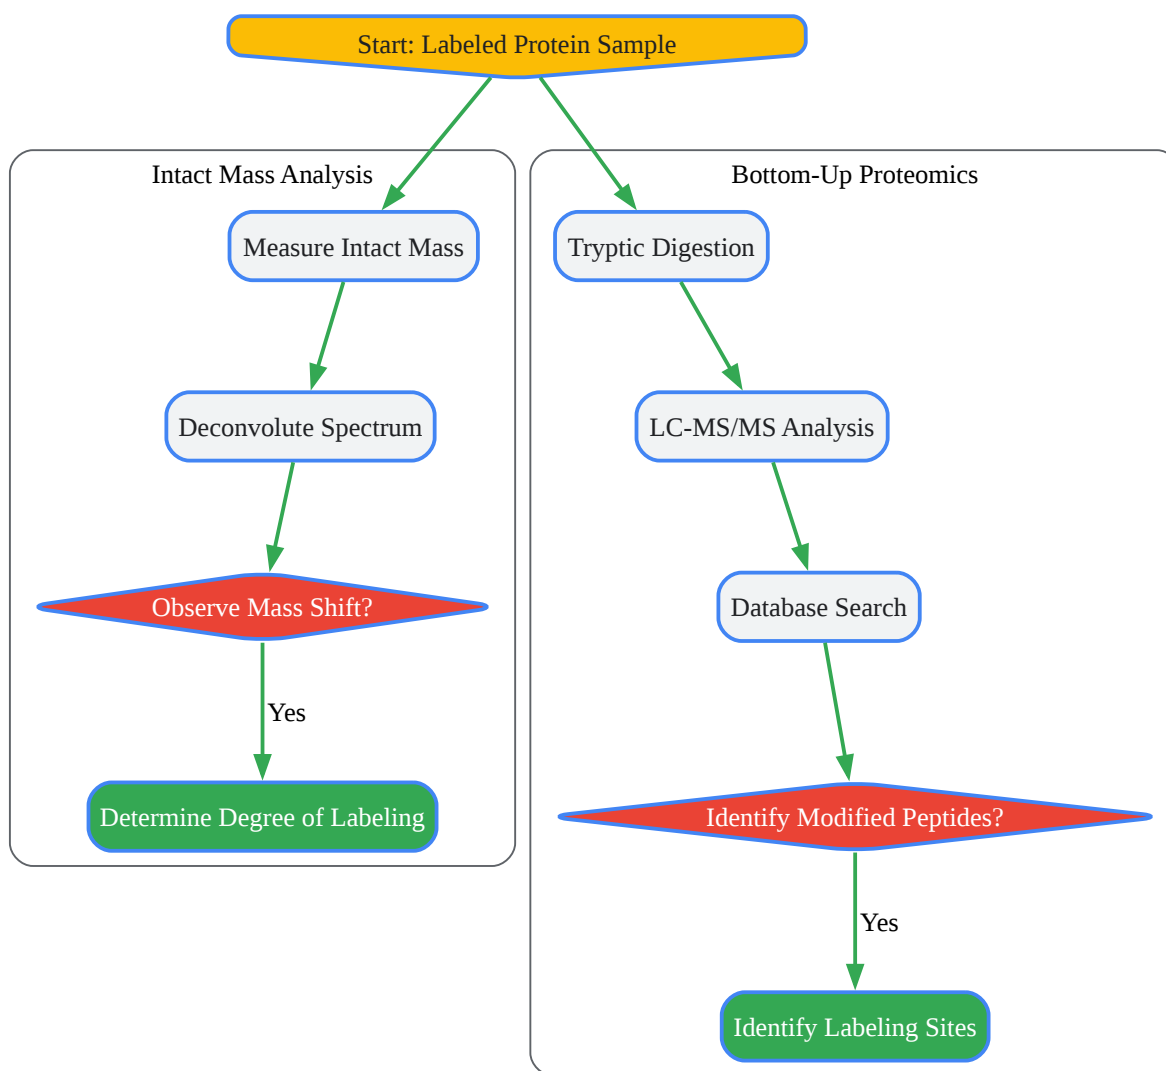 Start: Labeled Protein Sample
Intact Mass Analysis
Measure Intact Mass
Deconvolute Spectrum
Observe Mass Shift?
Yes
Determine Degree of Labeling
Bottom-Up Proteomics
Tryptic Digestion
LC-MS/MS Analysis
Database Search
Identify Modified Peptides?
Yes
Identify Labeling Sites